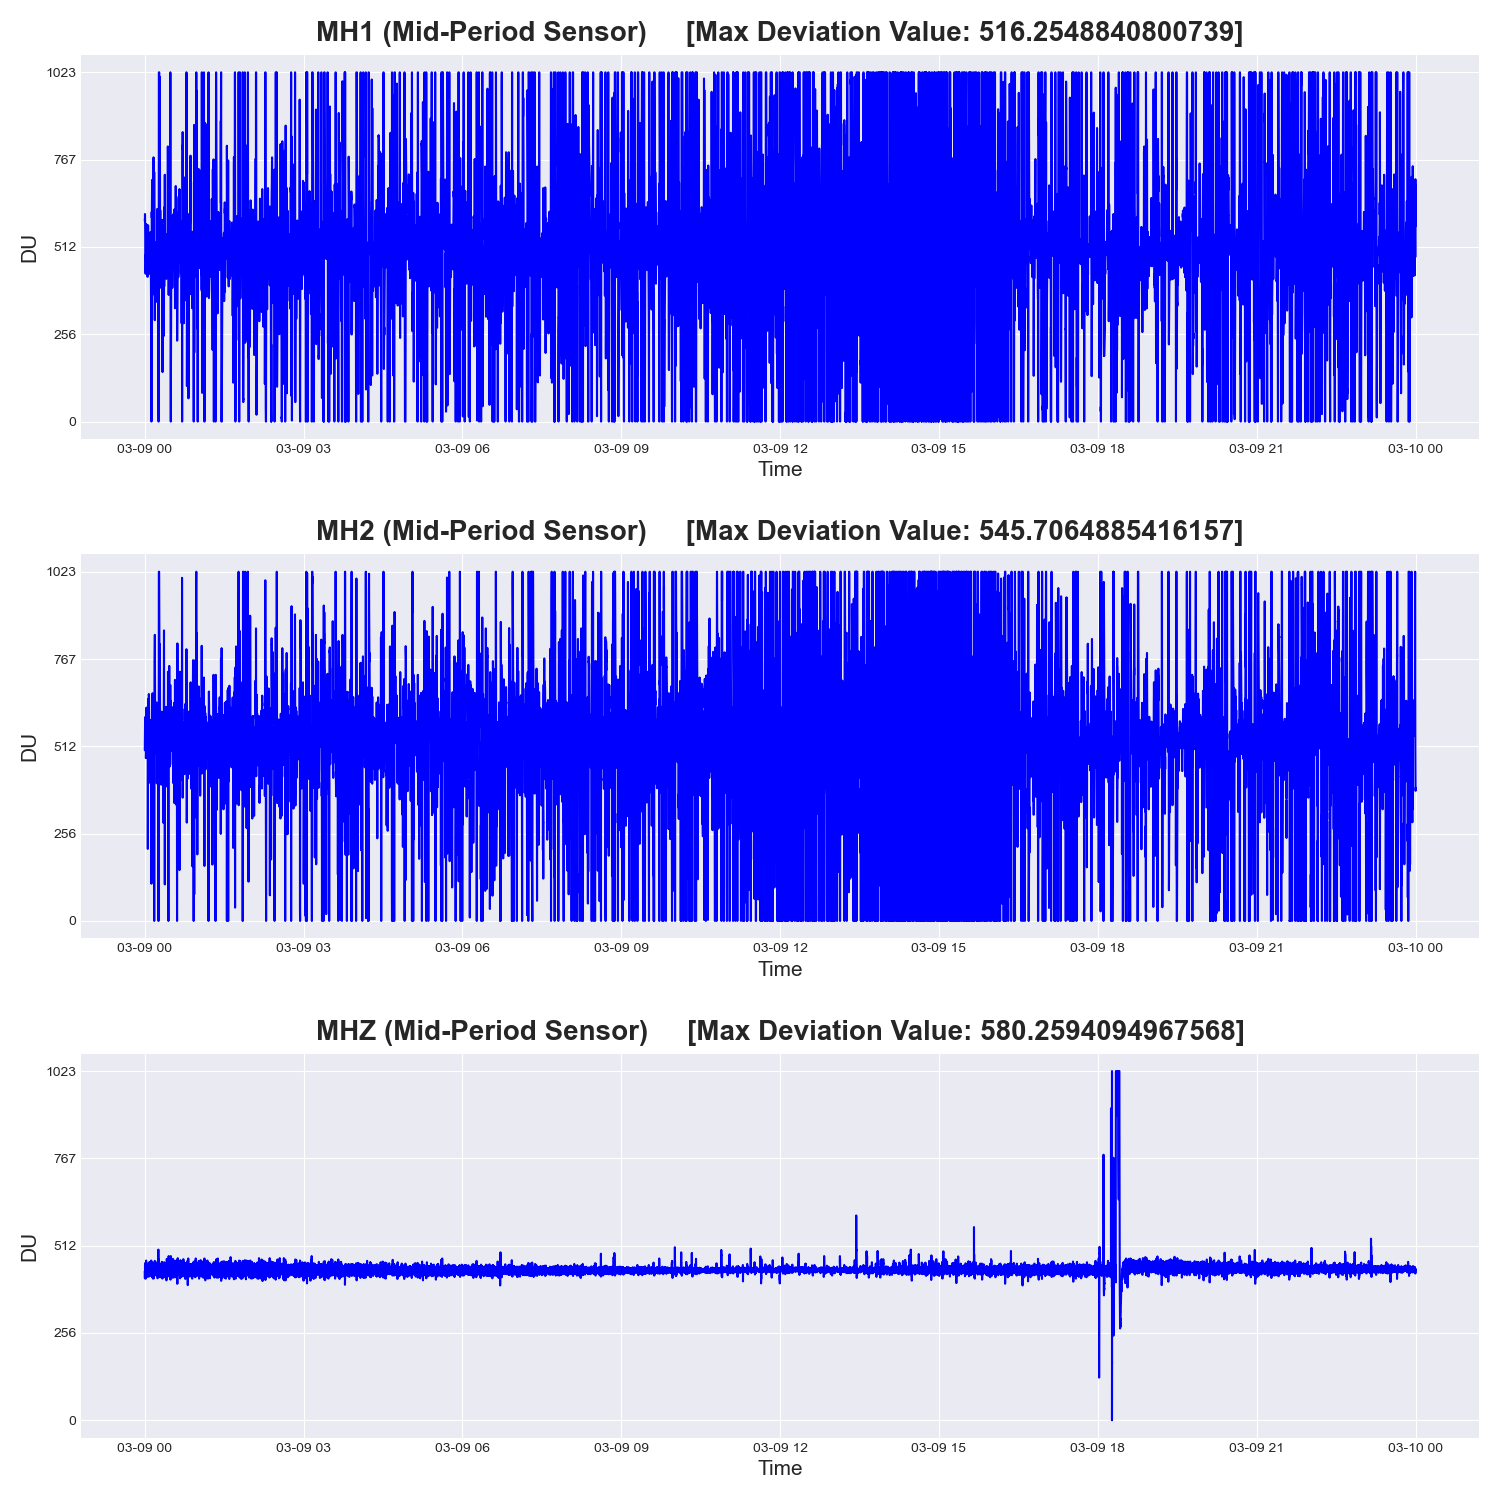 MH1 (Mid-Period Sensor) [Max Deviation Value: 516.2548840800739]
1023
767
512
256
0
DU
03-09 00 03-09 03 03-09 06 03-09 09 03-09 12 03-09 15 03-09 18 03-09 21 03-10 00
Time
MH2 (Mid-Period Sensor) [Max Deviation Value: 545.7064885416157]
1023
767
512
256
0
DU
03-09 00 03-09 03 03-09 06 03-09 09 03-09 12 03-09 15 03-09 18 03-09 21 03-10 00
Time
MHZ (Mid-Period Sensor) [Max Deviation Value: 580.2594094967568]
1023
767
512
256
0
DU
03-09 00 03-09 03 03-09 06 03-09 09 03-09 12 03-09 15 03-09 18 03-09 21 03-10 00
Time